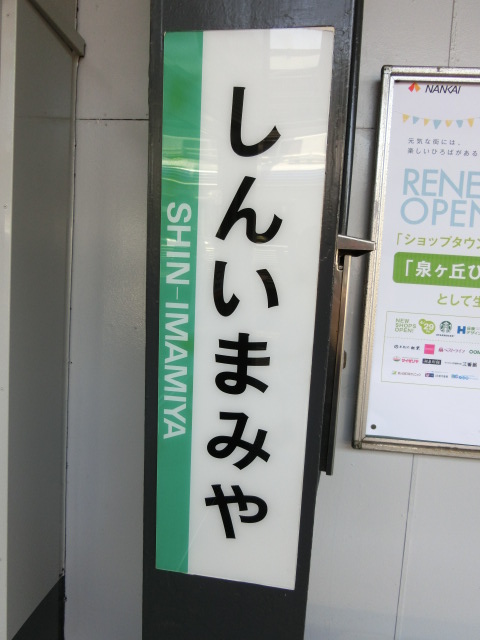 しんいまみや
SHIN-IMAMIYA
NANKAI
元気な街には、
楽しいひろばがある
RENE
OPEN
「ショップタウン
「泉ヶ丘ひ
として生
NEW
SHOPS
OPEN!
29